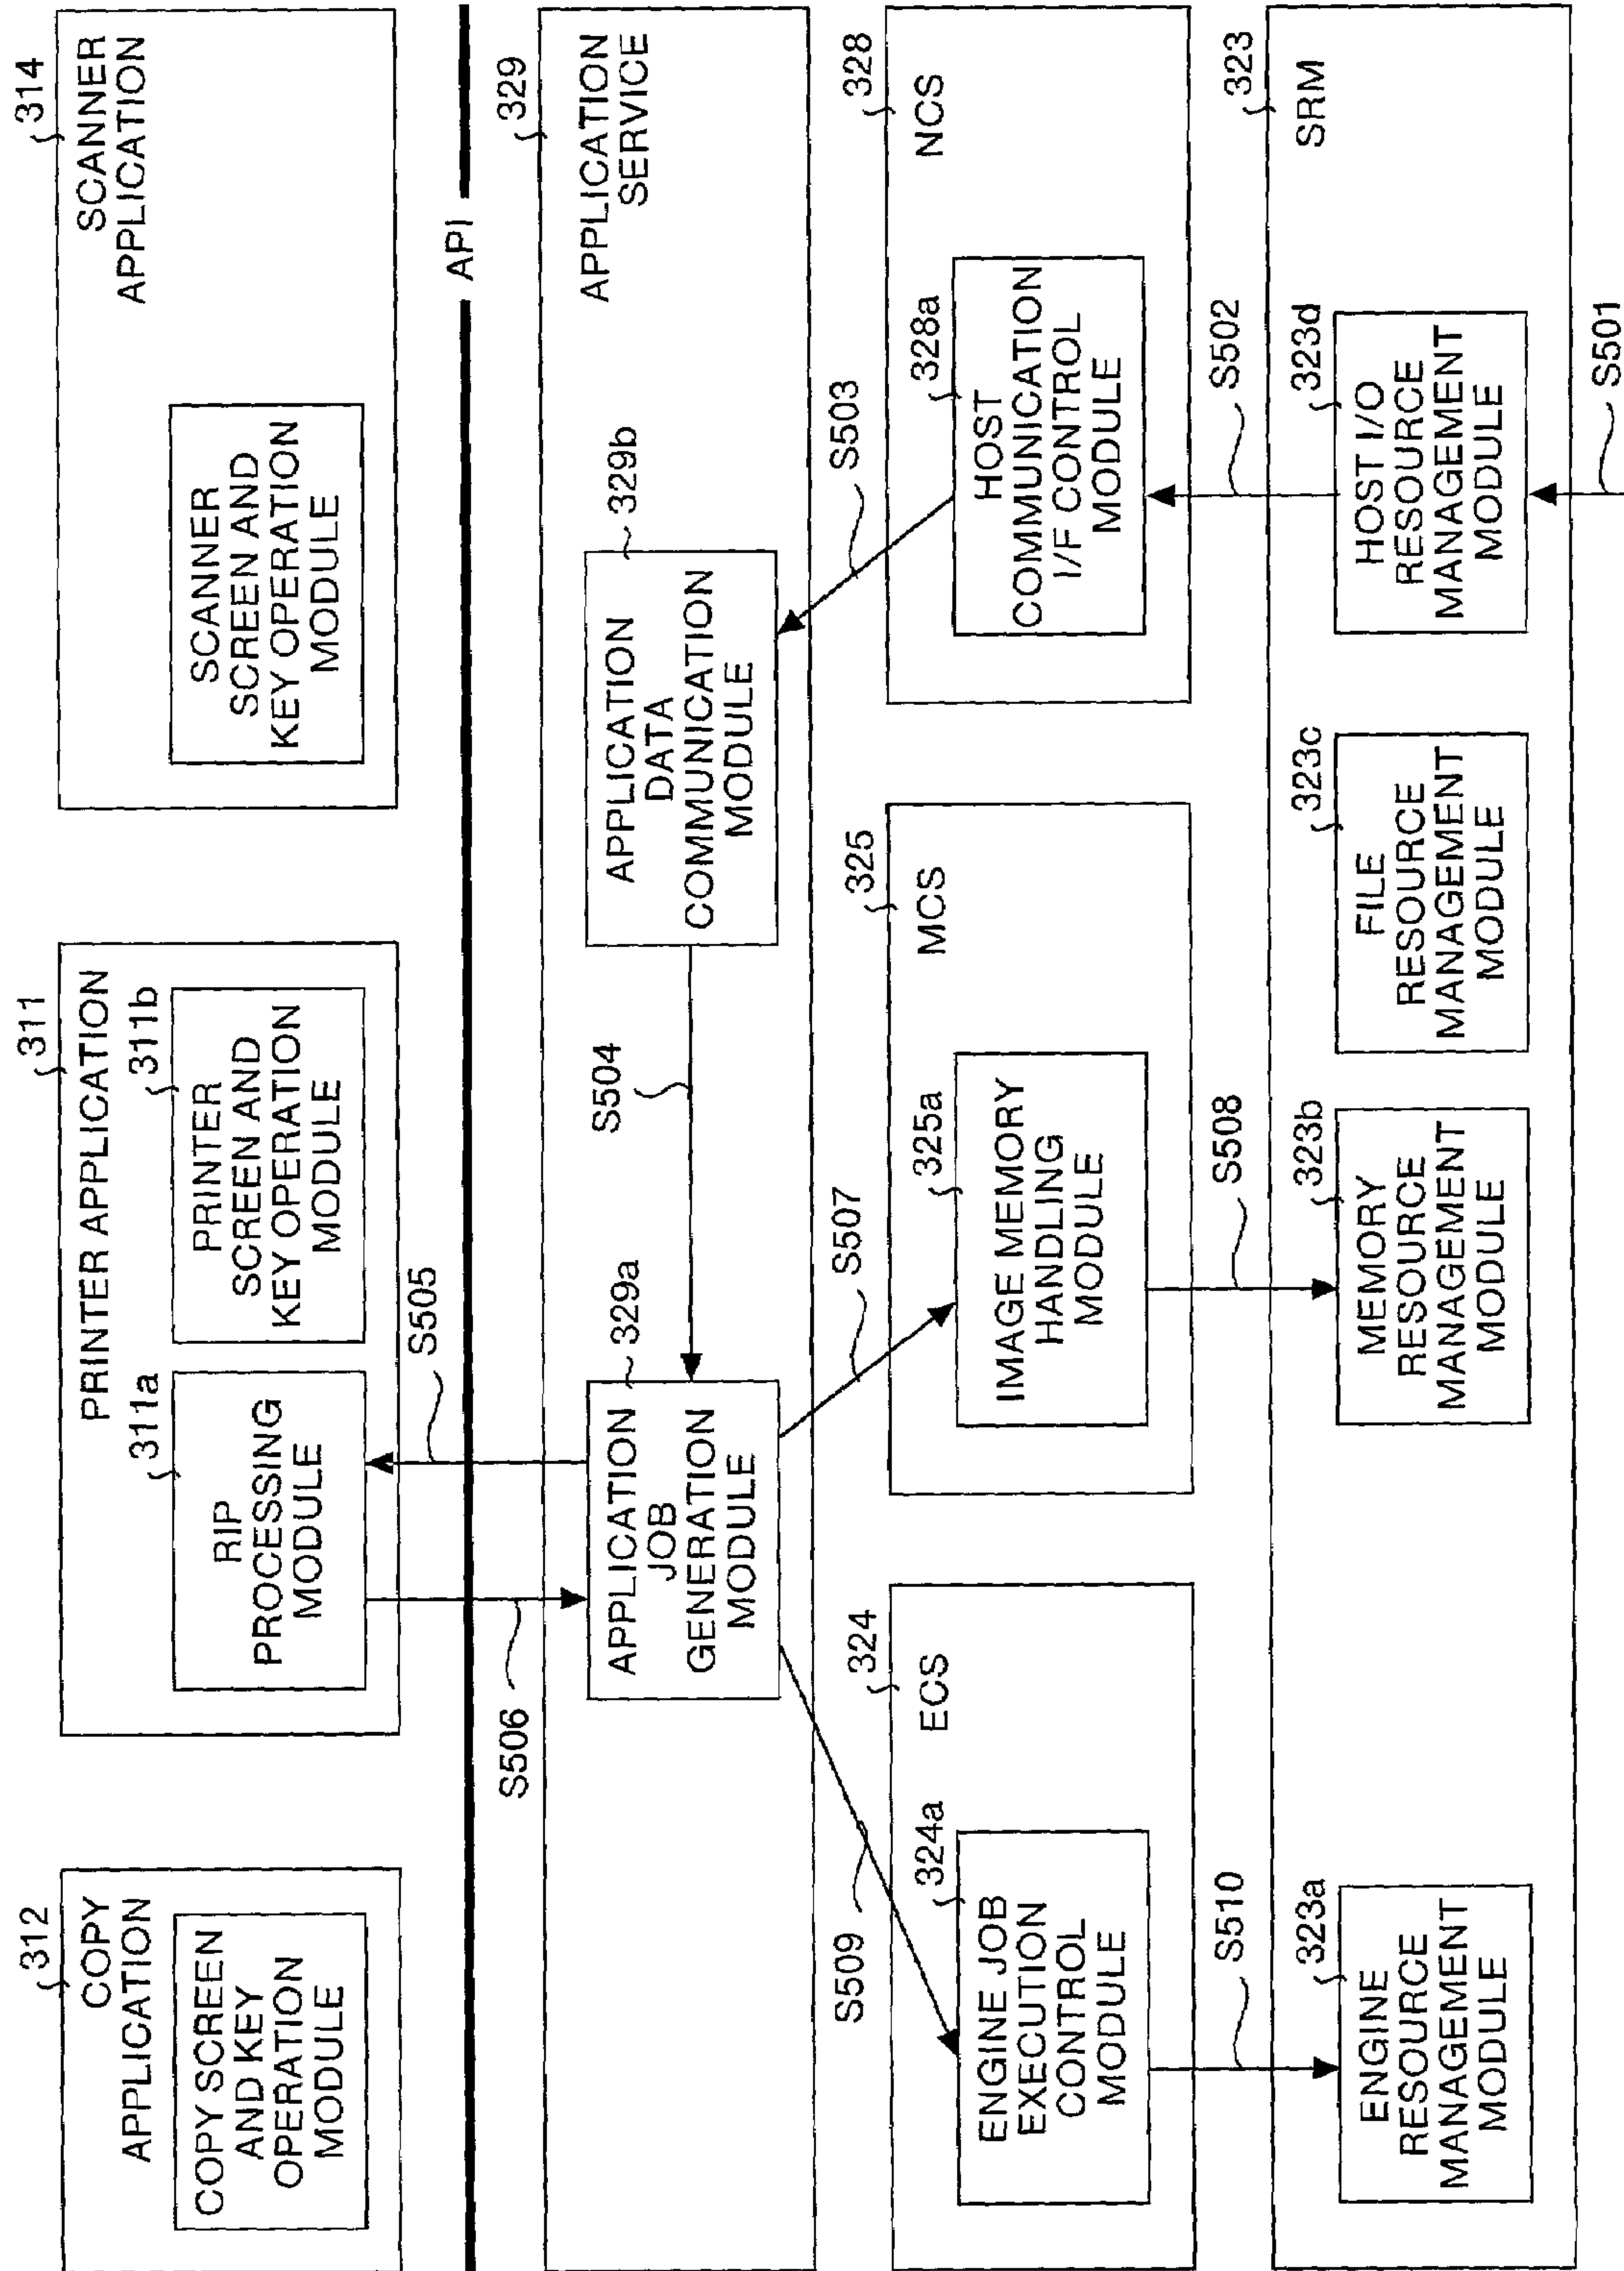 312
COPY
APPLICATION
COPY SCREEN
AND KEY
OPERATION
MODULE
311
PRINTER APPLICATION
311a
RIP
PROCESSING
MODULE
311b
PRINTER
SCREEN AND
KEY OPERATION
MODULE
314
SCANNER
APPLICATION
SCANNER
SCREEN AND
KEY OPERATION
MODULE
S506
S505
API
329
APPLICATION
SERVICE
APPLICATION
JOB
GENERATION
MODULE
329a
S504
APPLICATION
DATA
COMMUNICATION
MODULE
329b
S509
S507
S503
324
ECS
324a
ENGINE JOB
EXECUTION
CONTROL
MODULE
325
MCS
325a
IMAGE MEMORY
HANDLING
MODULE
328
NCS
328a
HOST
COMMUNICATION
I/F CONTROL
MODULE
S510
S508
S502
323
SRM
323a
ENGINE
RESOURCE
MANAGEMENT
MODULE
323b
MEMORY
RESOURCE
MANAGEMENT
MODULE
323c
FILE
RESOURCE
MANAGEMENT
MODULE
323d
HOST I/O
RESOURCE
MANAGEMENT
MODULE
S501